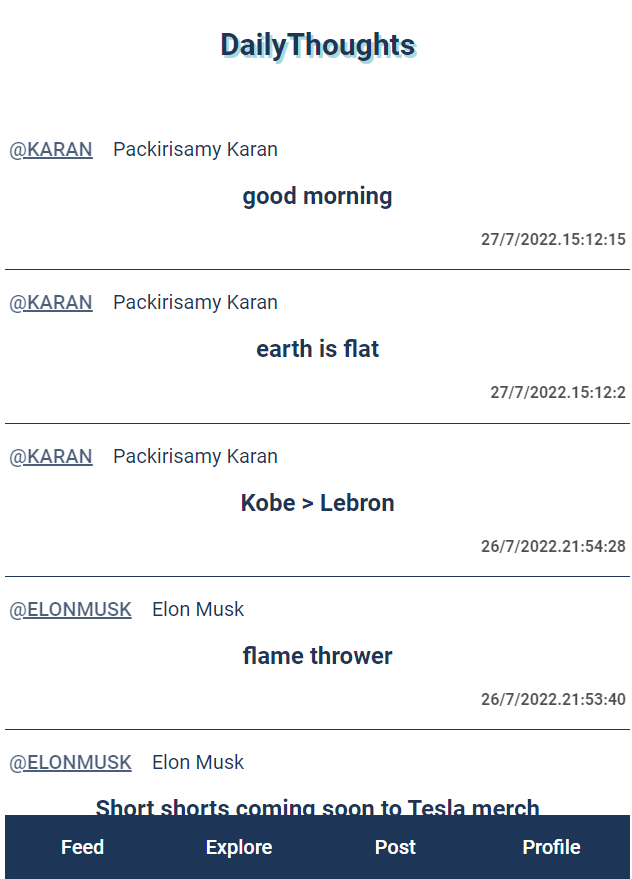 DailyThoughts
@KARAN Packirisamy Karan
good morning
27/7/2022.15:12:15
@KARAN Packirisamy Karan
earth is flat
27/7/2022.15:12:2
@KARAN Packirisamy Karan
Kobe > Lebron
26/7/2022.21:54:28
@ELONMUSK Elon Musk
flame thrower
26/7/2022.21:53:40
@ELONMUSK Elon Musk
Short shorts coming soon to Tesla merch
Feed Explore Post Profile